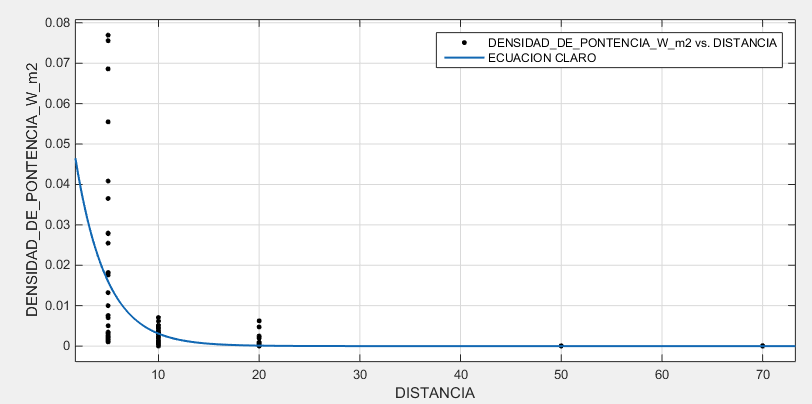 0.08
0.07
0.06
0.05
0.04
0.03
0.02
0.01
0
DENSIDAD_DE_PONTENCIA_W_m2
DENSIDAD_DE_PONTENCIA_W_m2 vs. DISTANCIA
ECUACION CLARO
10 20 30 40 50 60 70
DISTANCIA